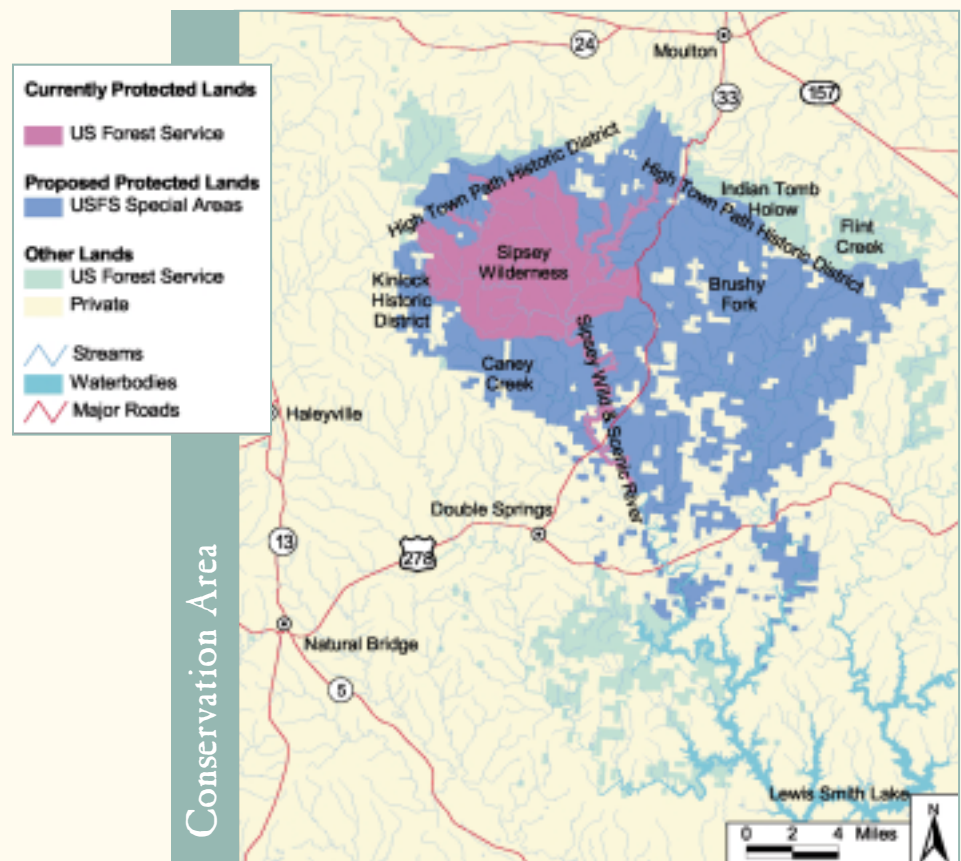 Currently Protected Lands
US Forest Service
Proposed Protected Lands
USFS Special Areas
Other Lands
US Forest Service
Private
Streams
Waterbodies
Major Roads
Conservation Area
24
Moulton
33
157
High Town Path Historic District
High Town Path Historic District
Indian Tomb
Holow
Flint
Creek
Sipsey
Wilderness
Kinlock
Historic
District
Brushy
Fork
Caney
Creek
Sipsey Wild & Scenic River
Haleyville
Double Springs
13
278
Natural Bridge
5
Lewis Smith Lake
N
0 2 4 Miles